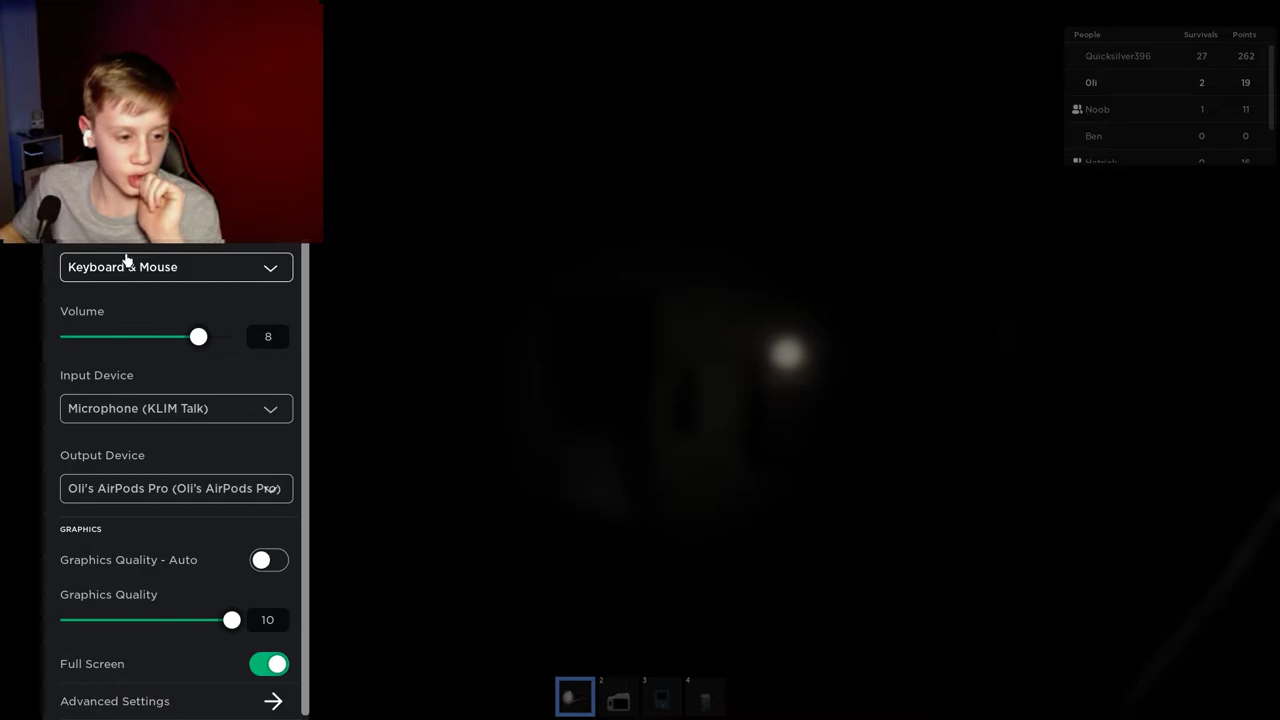 People Survivals Points
Quicksilver396 27 262
Oli 2 19
Noob 1 11
Ben 0 0
Keyboard & Mouse
Volume
8
Input Device
Microphone (KLIM Talk)
Output Device
Oli's AirPods Pro (Oli's AirPods Pro)
GRAPHICS
Graphics Quality - Auto
Graphics Quality
10
Full Screen
Advanced Settings
2 3 4